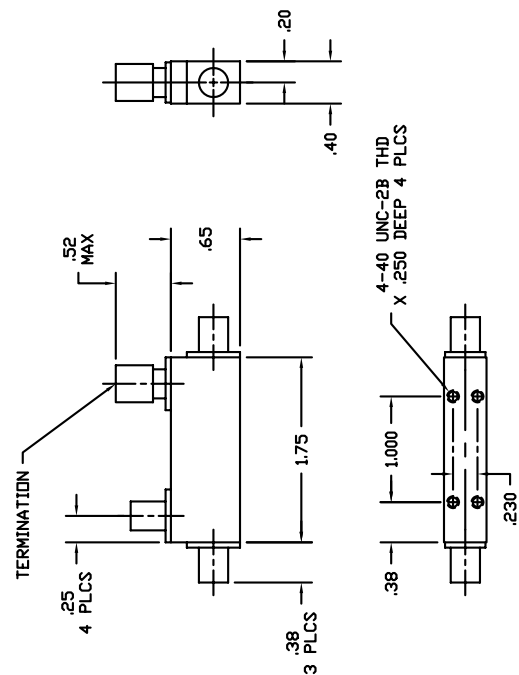 .20
.40
.52
MAX
.65
4-40 UNC-2B THD
X .250 DEEP 4 PLCS
TERMINATION
1.75
1.000
.25
4 PLCS
.38
3 PLCS
.38
.230